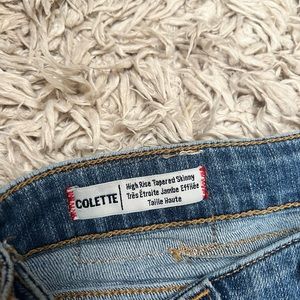 COLETTE
High Rise Tapered Skinny
Très Étroite Jambe Effilée
Taille Haute